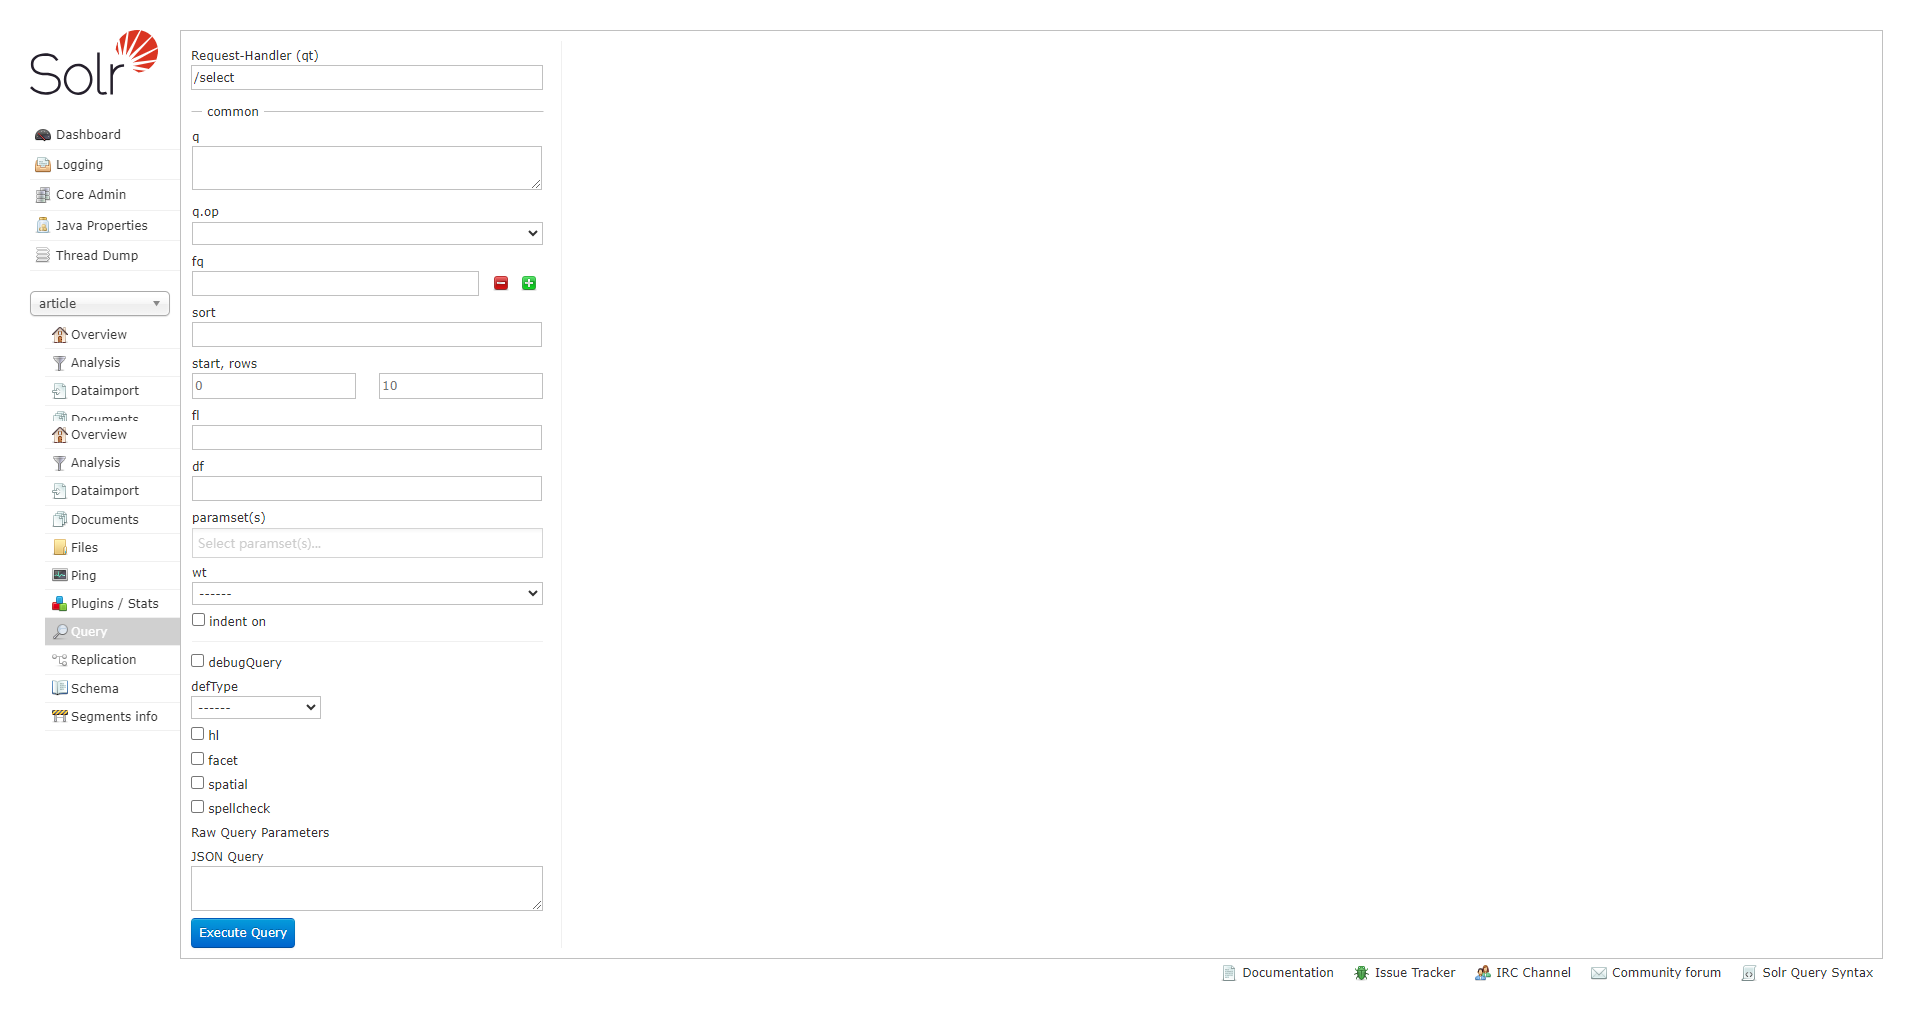 Solr
Dashboard
Logging
Core Admin
Java Properties
Thread Dump
article
Overview
Analysis
Dataimport
Documents
Overview
Analysis
Dataimport
Documents
Files
Ping
Plugins / Stats
Query
Replication
Schema
Segments info
Request-Handler (qt)
/select
common
q
q.op
fq
sort
start, rows
0 10
fl
df
paramset(s)
Select paramset(s)...
wt
------
indent on
debugQuery
defType
------
hl
facet
spatial
spellcheck
Raw Query Parameters
JSON Query
Execute Query
Documentation Issue Tracker IRC Channel Community forum Solr Query Syntax